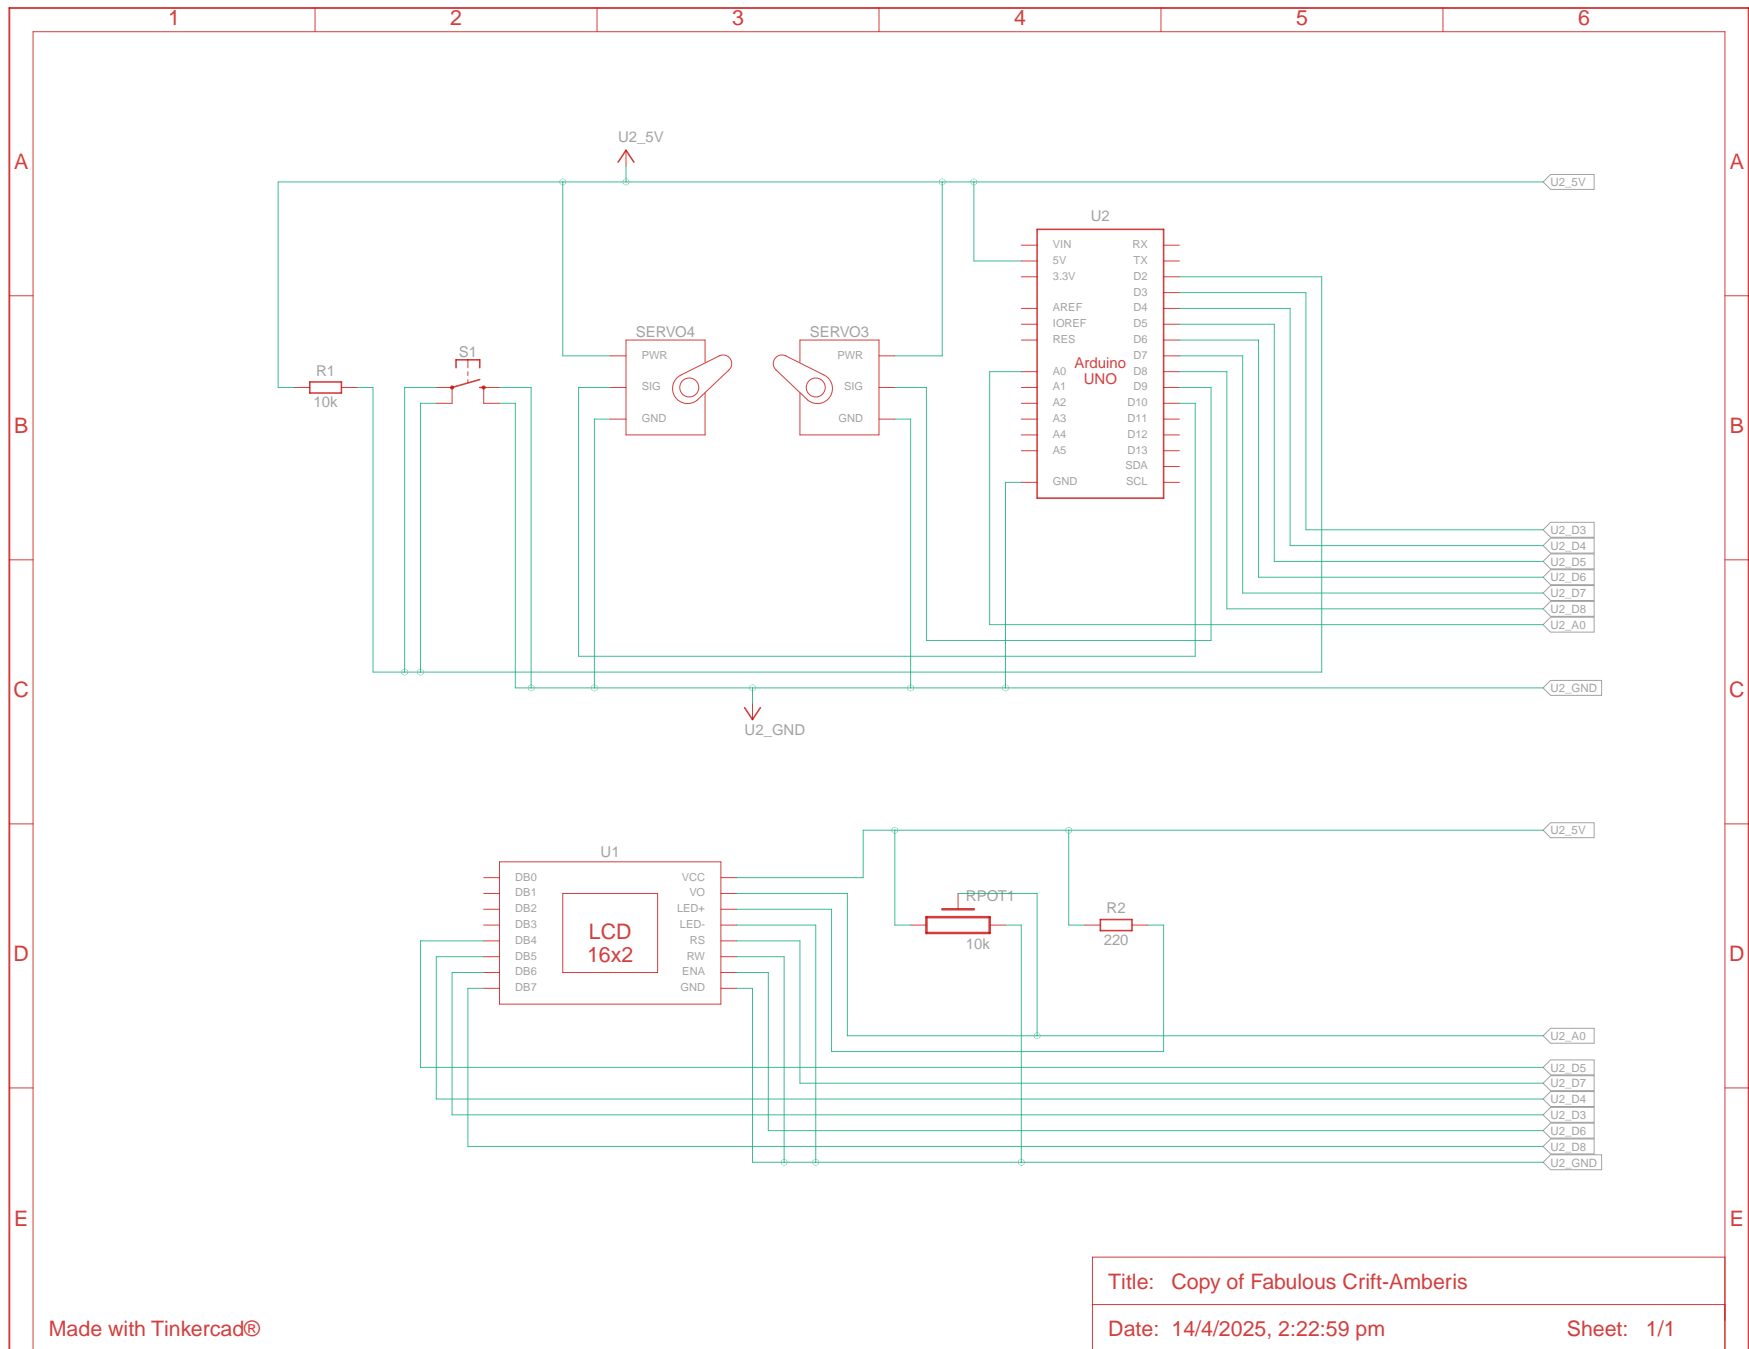 1 2 3 4 5 6
A A
U2_5V
U2_5V
U2
VIN RX
5V TX
3.3V D2
D3
AREF D4
IOREF D5
RES D6
D7
Arduino
UNO
A0 D8
A1 D9
A2 D10
A3 D11
A4 D12
A5 D13
SDA
GND SCL
SERVO4
PWR
SIG
GND
SERVO3
PWR
SIG
GND
S1
R1
10k
B B
U2_D3
U2_D4
U2_D5
U2_D6
U2_D7
U2_D8
U2_A0
C C
U2_GND
U2_GND
U2_5V
U1
DB0 VCC
DB1 VO
DB2 LED+
DB3 LED-
DB4 RS
DB5 RW
DB6 ENA
DB7 GND
LCD
16x2
RPOT1
10k
R2
220
D D
U2_A0
U2_D5
U2_D7
U2_D4
U2_D3
U2_D6
U2_D8
U2_GND
E E
Title: Copy of Fabulous Crift-Amberis
Made with Tinkercad®
Date: 14/4/2025, 2:22:59 pm Sheet: 1/1